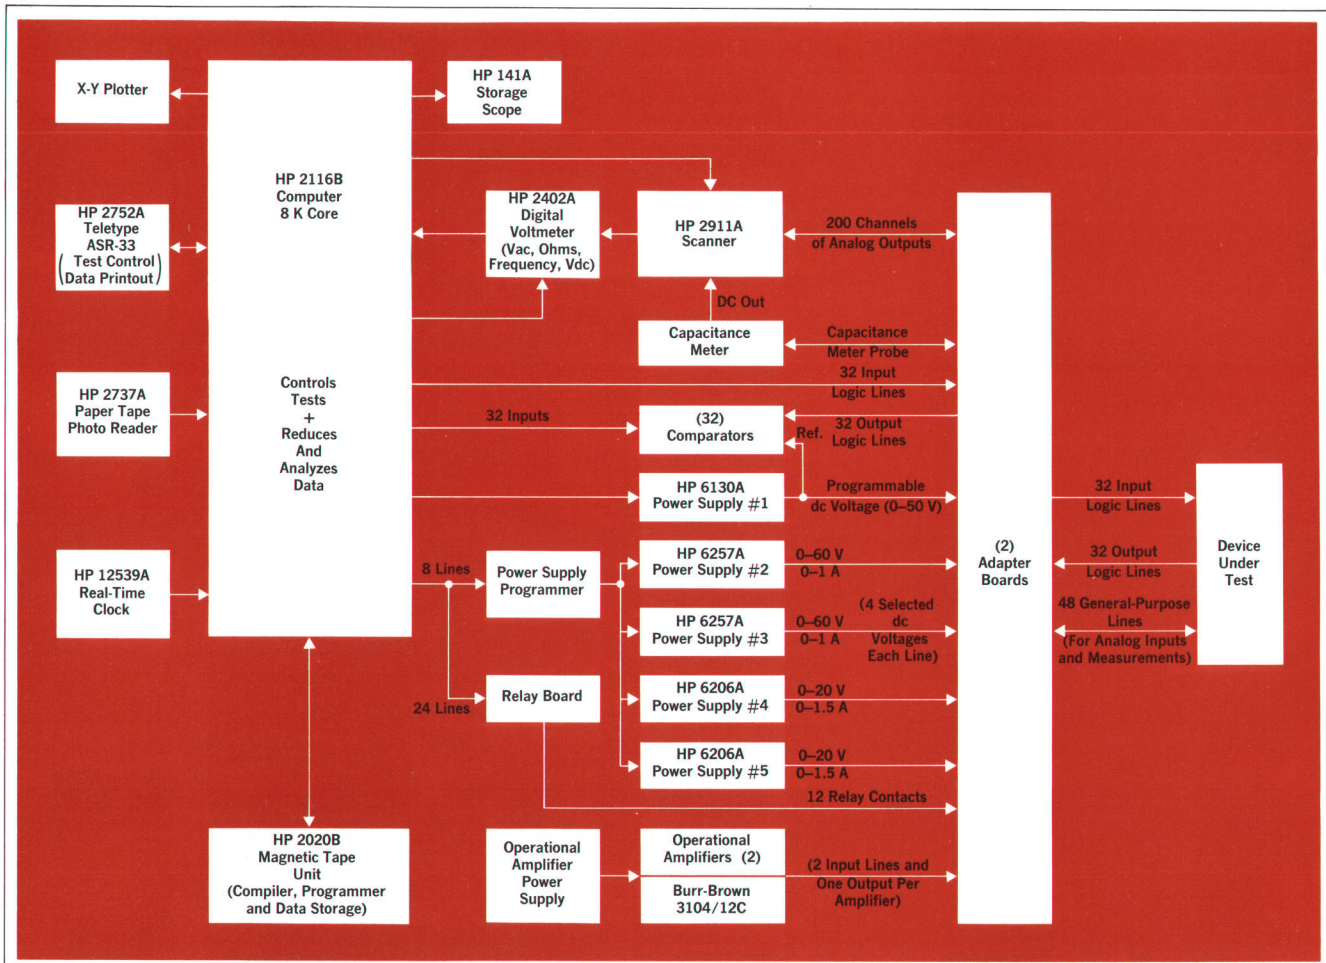 X-Y Plotter
HP 141A
Storage
Scope
HP 2116B
Computer
8 K Core
HP 2752A
Teletype
ASR-33
( Test Control )
( Data Printout )
HP 2402A
Digital
Voltmeter
(Vac, Ohms,
Frequency, Vdc)
HP 2911A
Scanner
200 Channels
of Analog Outputs
DC Out
Capacitance
Meter
Capacitance
Meter Probe
32 Input
Logic Lines
HP 2737A
Paper Tape
Photo Reader
Controls
Tests
+
Reduces
And
Analyzes
Data
32 Inputs
(32)
Comparators
Ref.
32 Output
Logic Lines
HP 6130A
Power Supply #1
Programmable
dc Voltage (0–50 V)
(2)
Adapter
Boards
32 Input
Logic Lines
32 Output
Logic Lines
48 General-Purpose
Lines
(For Analog Inputs
and Measurements)
Device
Under
Test
HP 12539A
Real-Time
Clock
8 Lines
Power Supply
Programmer
HP 6257A
Power Supply #2
0–60 V
0–1 A
HP 6257A
Power Supply #3
0–60 V
0–1 A
(4 Selected
dc
Voltages
Each Line)
24 Lines
Relay Board
HP 6206A
Power Supply #4
0–20 V
0–1.5 A
HP 6206A
Power Supply #5
0–20 V
0–1.5 A
12 Relay Contacts
HP 2020B
Magnetic Tape
Unit
(Compiler, Programmer
and Data Storage)
Operational
Amplifier
Power
Supply
Operational
Amplifiers (2)
Burr-Brown
3104/12C
(2 Input Lines and
One Output Per
Amplifier)